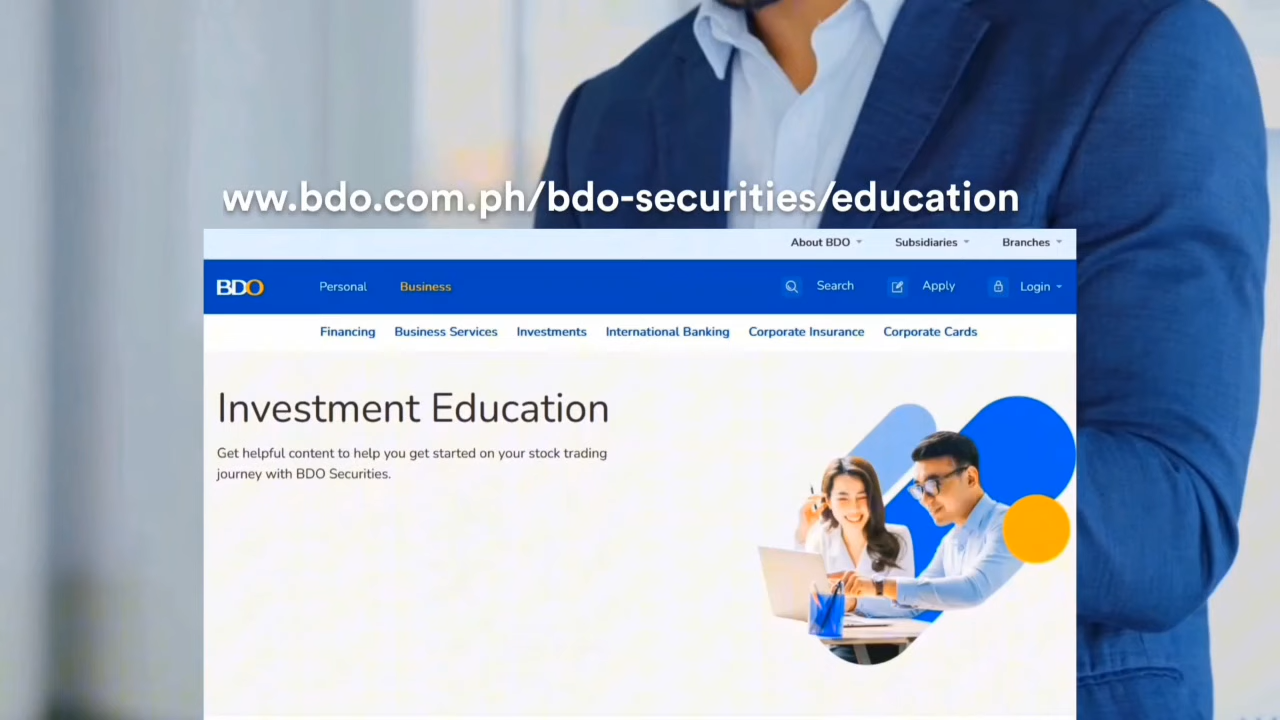 ww.bdo.com.ph/bdo-securities/education
About BDO Subsidiaries Branches
BDO Personal Business Search Apply Login
Financing Business Services Investments International Banking Corporate Insurance Corporate Cards
Investment Education
Get helpful content to help you get started on your stock trading
journey with BDO Securities.